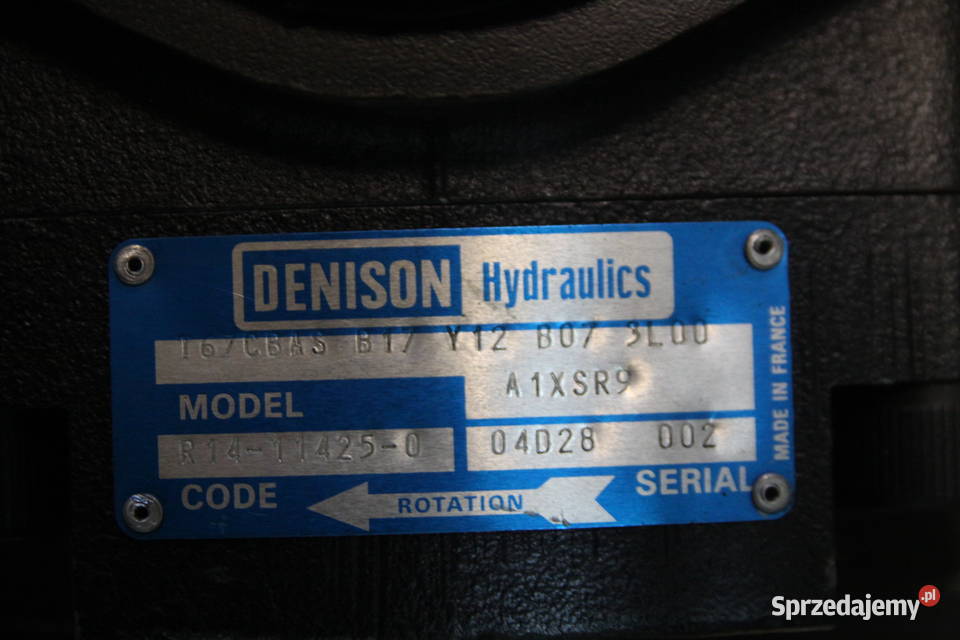 DENISON Hydraulics
T67CBAS B17 Y12 B07 3L00
A1XSR9
MODEL
R14-11425-0
04D28 002
CODE
ROTATION
SERIAL
MADE IN FRANCE
Sprzedajemy.pl